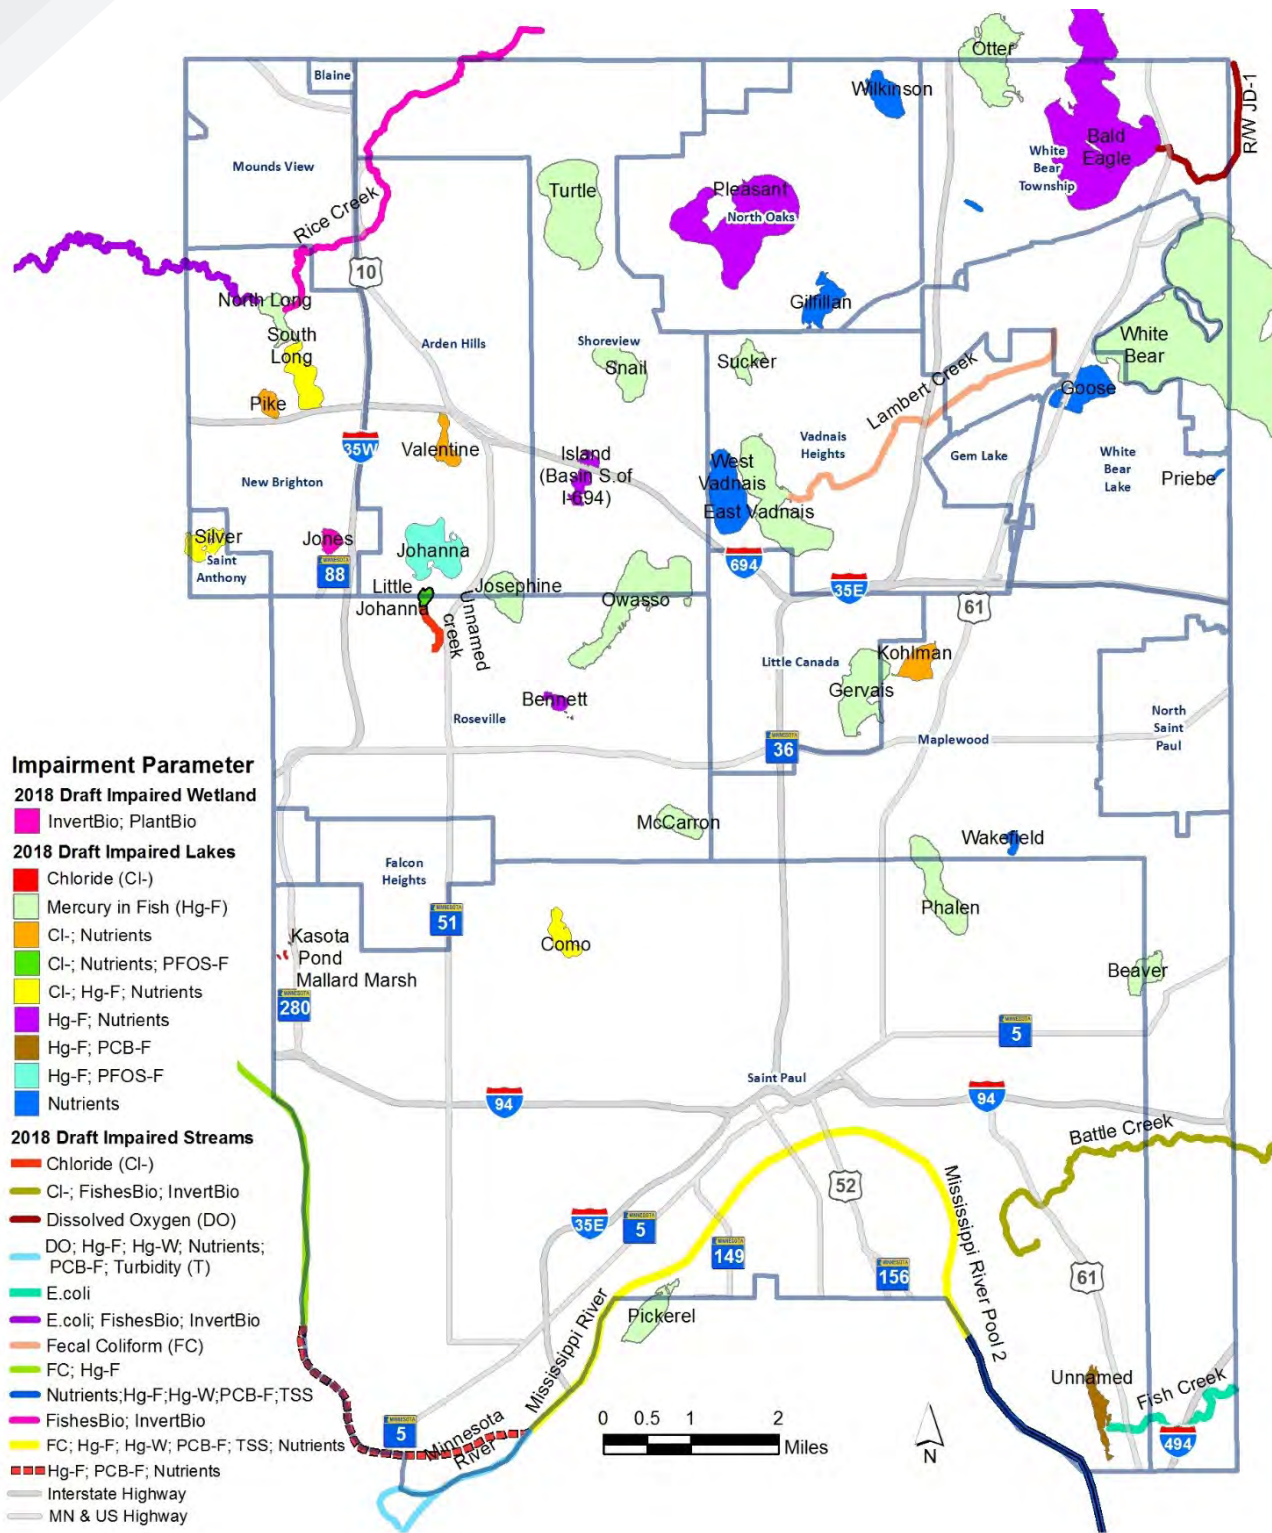 Otter
Blaine
Wilkinson
R/W JD-1
Bald
Eagle
White
Bear
Township
Mounds View
Turtle
Pleasant
North Oaks
Rice Creek
10
North Long
Gilfillan
South
Long
Arden Hills
Shoreview
Snail
Sucker
White
Bear
Lambert Creek
Goose
Pike
35W
Valentine
Island
(Basin S.of
I-694)
Vadnais
Heights
West
Vadnais
East Vadnais
Gem Lake
White
Bear
Lake
Priebe
New Brighton
Silver
Saint
Anthony
Jones
88
Johanna
694
35E
Little
Johanna
Josephine
Owasso
61
Unnamed
creek
Kohlman
Little Canada
Gervais
Bennett
Roseville
North
Saint
Paul
36
Maplewood
McCarron
Wakefield
Falcon
Heights
51
Phalen
Como
Kasota
Pond
Mallard Marsh
280
Beaver
5
Saint Paul
94
94
Battle Creek
52
Mississippi River Pool 2
35E
5
149
156
61
Mississippi River
Pickerel
Unnamed
Fish Creek
5
Minnesota
River
494
0 0.5 1 2
Miles
N
Impairment Parameter
2018 Draft Impaired Wetland
InvertBio; PlantBio
2018 Draft Impaired Lakes
Chloride (Cl-)
Mercury in Fish (Hg-F)
Cl-; Nutrients
Cl-; Nutrients; PFOS-F
Cl-; Hg-F; Nutrients
Hg-F; Nutrients
Hg-F; PCB-F
Hg-F; PFOS-F
Nutrients
2018 Draft Impaired Streams
Chloride (Cl-)
Cl-; FishesBio; InvertBio
Dissolved Oxygen (DO)
DO; Hg-F; Hg-W; Nutrients;
PCB-F; Turbidity (T)
E.coli
E.coli; FishesBio; InvertBio
Fecal Coliform (FC)
FC; Hg-F
Nutrients;Hg-F;Hg-W;PCB-F;TSS
FishesBio; InvertBio
FC; Hg-F; Hg-W; PCB-F; TSS; Nutrients
Hg-F; PCB-F; Nutrients
Interstate Highway
MN & US Highway